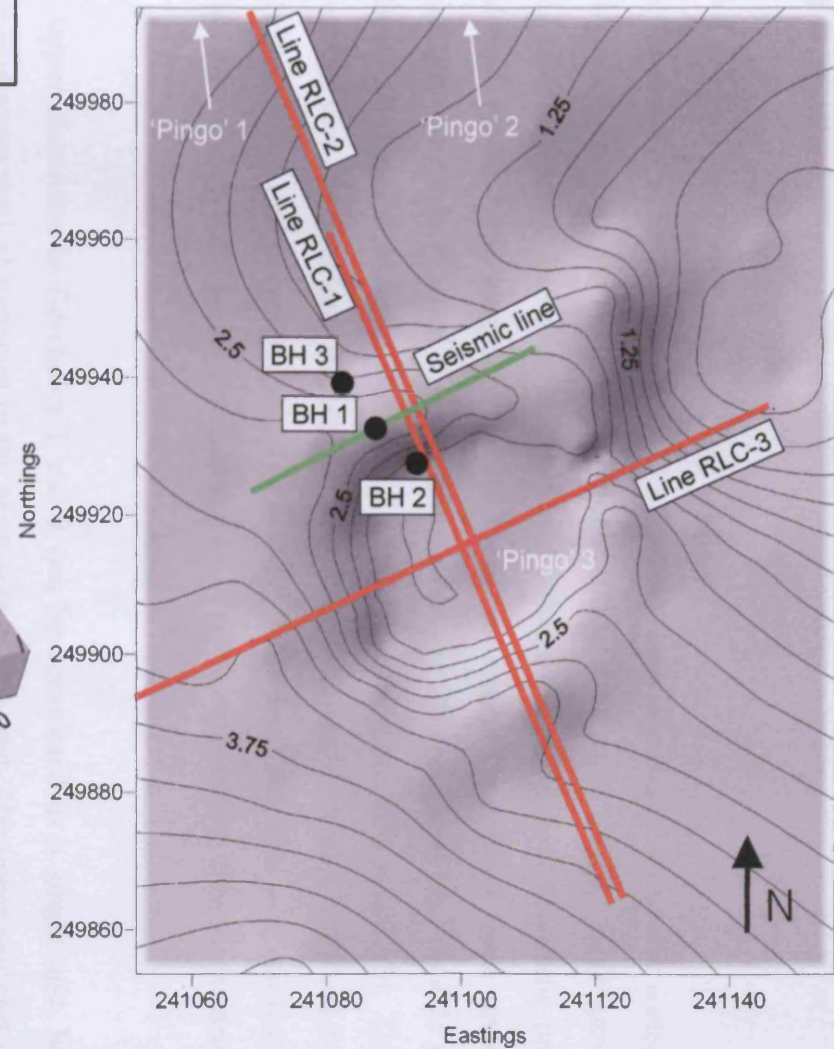 'Pingo' 1
'Pingo' 2
Line RLC-2
1.25
Line RLC-1
2.5
Seismic line
1.25
BH 3
BH 1
BH 2
2.5
Line RLC-3
'Pingo' 3
2.5
3.75
N
Northings
249980
249960
249940
249920
249900
249880
249860
241060
241080
241100
241120
241140
Eastings